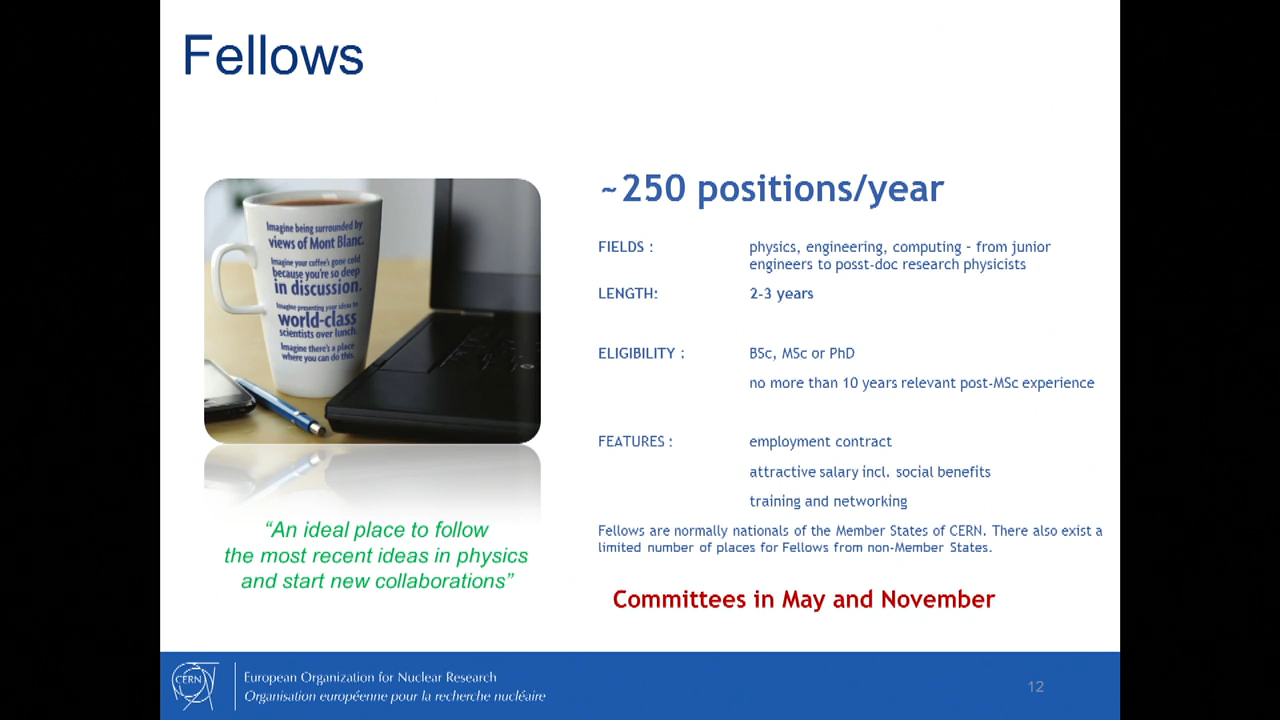 Fellows
Imagine being surrounded by
views of Mont Blanc.
Imagine your coffee's gone cold
because you're so deep
in discussion.
Imagine presenting your ideas to
world-class
scientists over lunch.
Imagine there's a place
where you can do this.
"An ideal place to follow
the most recent ideas in physics
and start new collaborations"
~250 positions/year
FIELDS : physics, engineering, computing - from junior
engineers to posst-doc research physicists
LENGTH: 2-3 years
ELIGIBILITY : BSc, MSc or PhD
no more than 10 years relevant post-MSc experience
FEATURES : employment contract
attractive salary incl. social benefits
training and networking
Fellows are normally nationals of the Member States of CERN. There also exist a
limited number of places for Fellows from non-Member States.
Committees in May and November
CERN
European Organization for Nuclear Research
Organisation européenne pour la recherche nucléaire
12